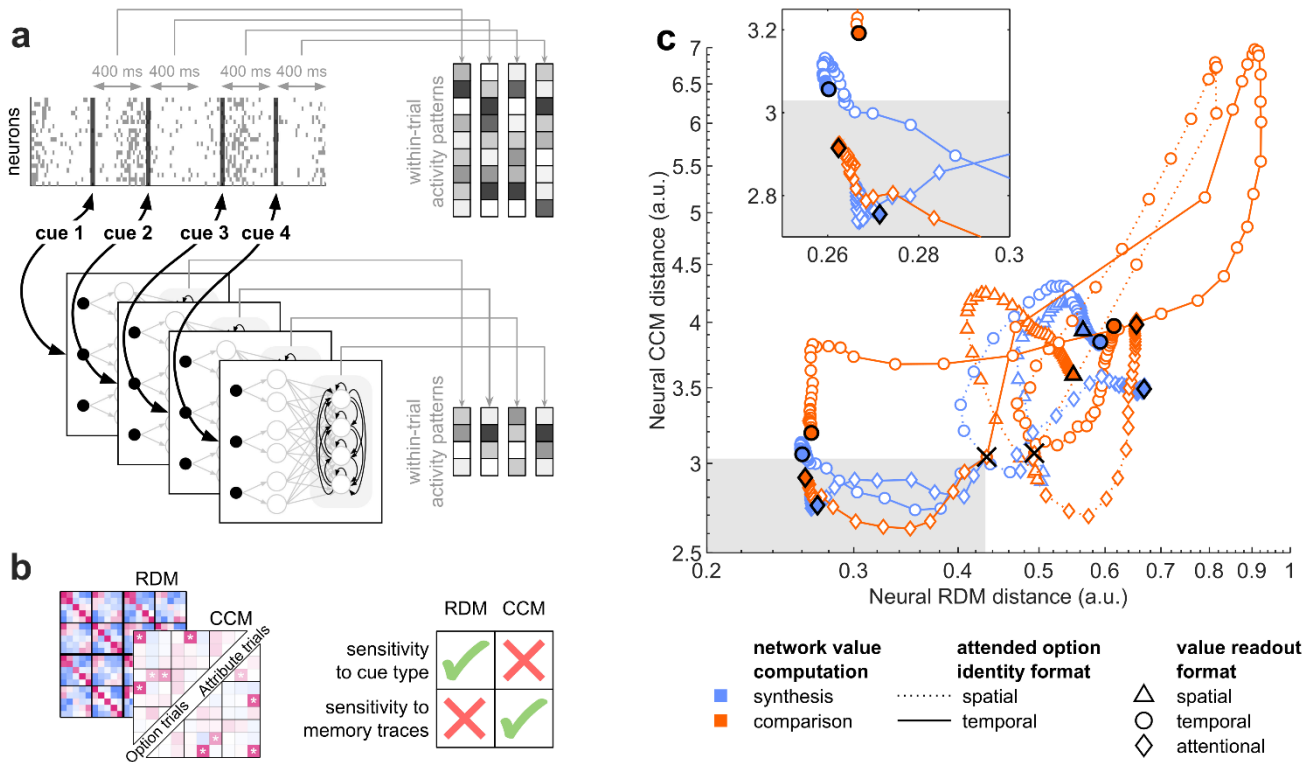 a
400 ms 400 ms 400 ms 400 ms
neurons
within-trial
activity patterns
cue 1 cue 2 cue 3 cue 4
within-trial
activity patterns
b
RDM
CCM
Option trials
Attribute trials
*
*
*
*
*
*
*
*
*
*
RDM CCM
sensitivity
to cue type
sensitivity to
memory traces
c
Neural CCM distance (a.u.)
7
6.5
6
5.5
5
4.5
4
3.5
3
2.5
0.2 0.3 0.4 0.5 0.6 0.7 0.8 0.9 1
Neural RDM distance (a.u.)
3.2
3
2.8
0.26 0.28 0.3
network value
computation
synthesis
comparison
attended option
identity format
spatial
temporal
value readout
format
spatial
temporal
attentional